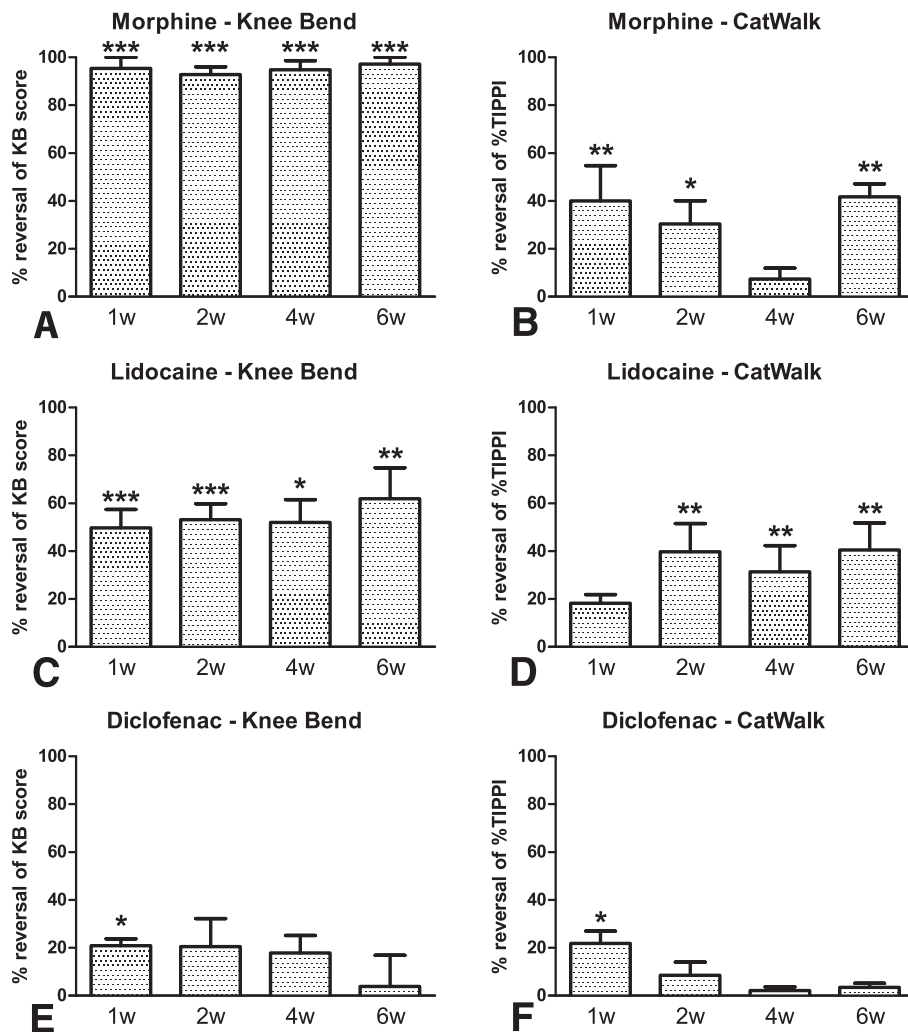 Morphine - Knee Bend
% reversal of KB score
100
80
60
40
20
0
*** *** *** ***
1w 2w 4w 6w
A
Morphine - CatWalk
% reversal of %TIPPI
100
80
60
40
20
0
** * **
1w 2w 4w 6w
B
Lidocaine - Knee Bend
% reversal of KB score
100
80
60
40
20
0
*** *** * **
1w 2w 4w 6w
C
Lidocaine - CatWalk
% reversal of %TIPPI
100
80
60
40
20
0
** ** **
1w 2w 4w 6w
D
Diclofenac - Knee Bend
% reversal of KB score
100
80
60
40
20
0
*
1w 2w 4w 6w
E
Diclofenac - CatWalk
% reversal of %TIPPI
100
80
60
40
20
0
*
1w 2w 4w 6w
F